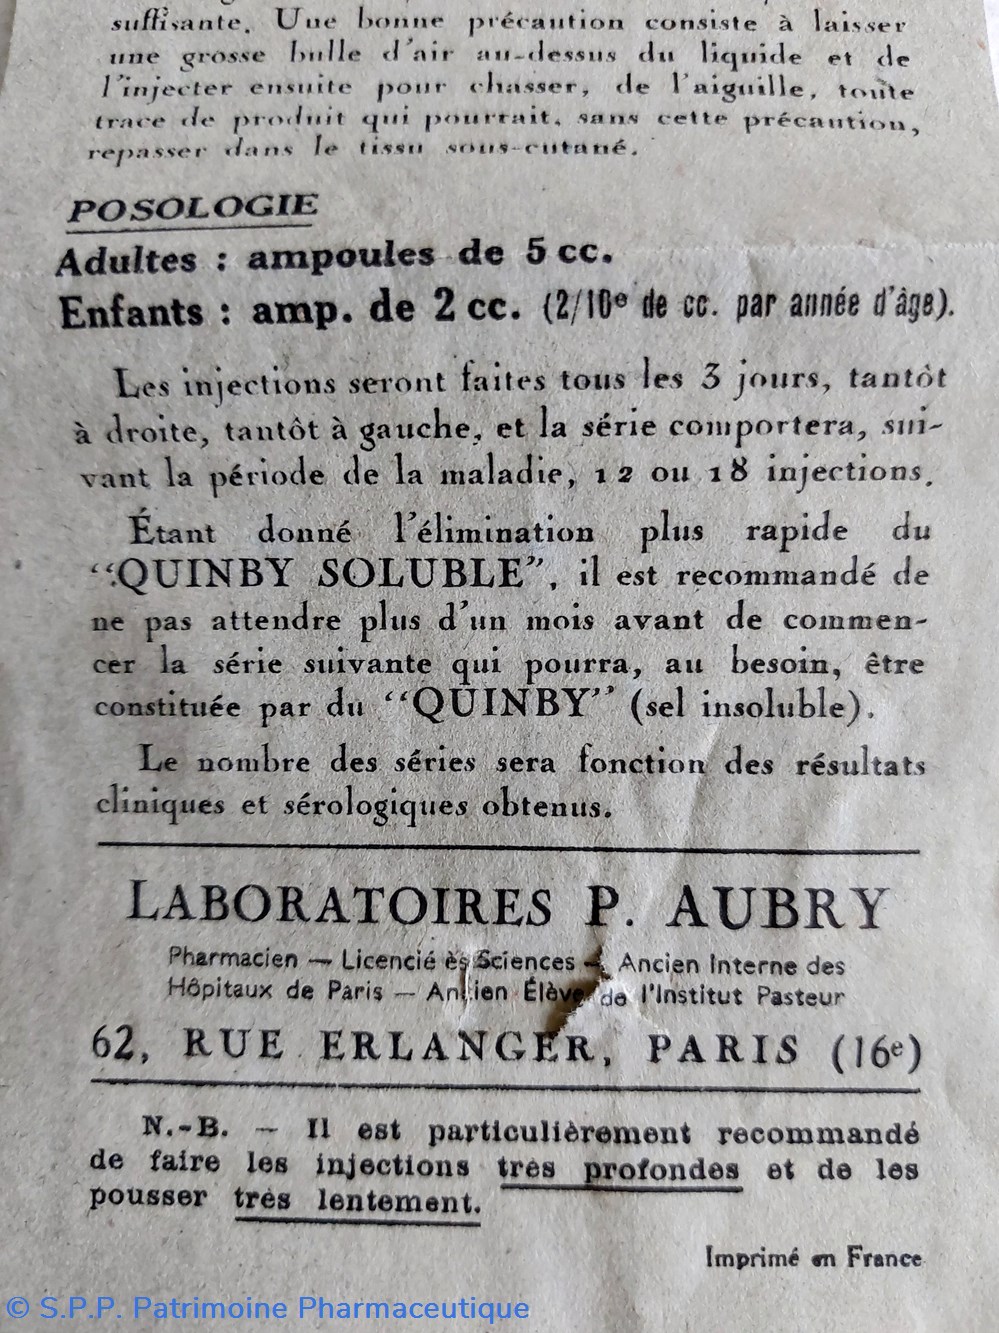 suffisante. Une bonne précaution consiste à laisser
une grosse bulle d'air au-dessus du liquide et de
l'injecter ensuite pour chasser, de l'aiguille, toute
trace de produit qui pourrait, sans cette précaution,
repasser dans le tissu sous-cutané.
POSOLOGIE
Adultes : ampoules de 5 cc.
Enfants : amp. de 2 cc. (2/10e de cc. par année d'âge).
Les injections seront faites tous les 3 jours, tantôt
à droite, tantôt à gauche, et la série comportera, sui-
vant la période de la maladie, 12 ou 18 injections.
Étant donné l'élimination plus rapide du
"QUINBY SOLUBLE", il est recommandé de
ne pas attendre plus d'un mois avant de commen-
cer la série suivante qui pourra, au besoin, être
constituée par du "QUINBY" (sel insoluble).
Le nombre des séries sera fonction des résultats
cliniques et sérologiques obtenus.
LABORATOIRES P. AUBRY
Pharmacien — Licencié ès Sciences — Ancien Interne des
Hôpitaux de Paris — Ancien Élève de l'Institut Pasteur
62, RUE ERLANGER, PARIS (16e)
N.-B. — Il est particulièrement recommandé
de faire les injections très profondes et de les
pousser très lentement.
Imprimé en France
© S.P.P. Patrimoine Pharmaceutique